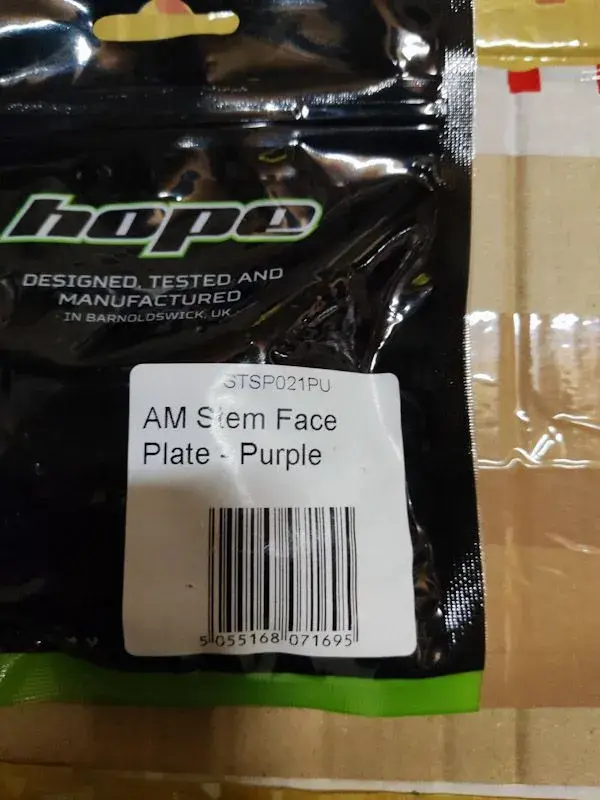 hope
DESIGNED, TESTED AND
MANUFACTURED
IN BARNOLDSWICK, UK
STSP021PU
AM Stem Face
Plate - Purple
5 055168 071695